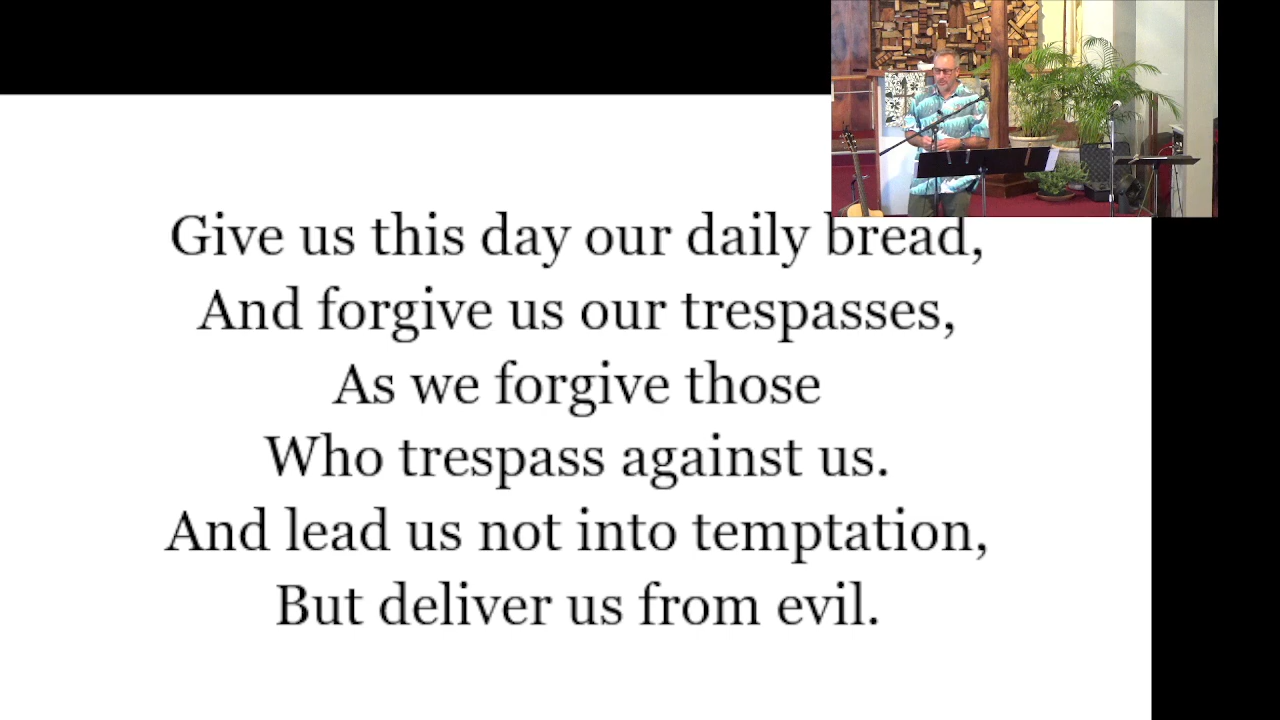 Give us this day our daily bread,
And forgive us our trespasses,
As we forgive those
Who trespass against us.
And lead us not into temptation,
But deliver us from evil.